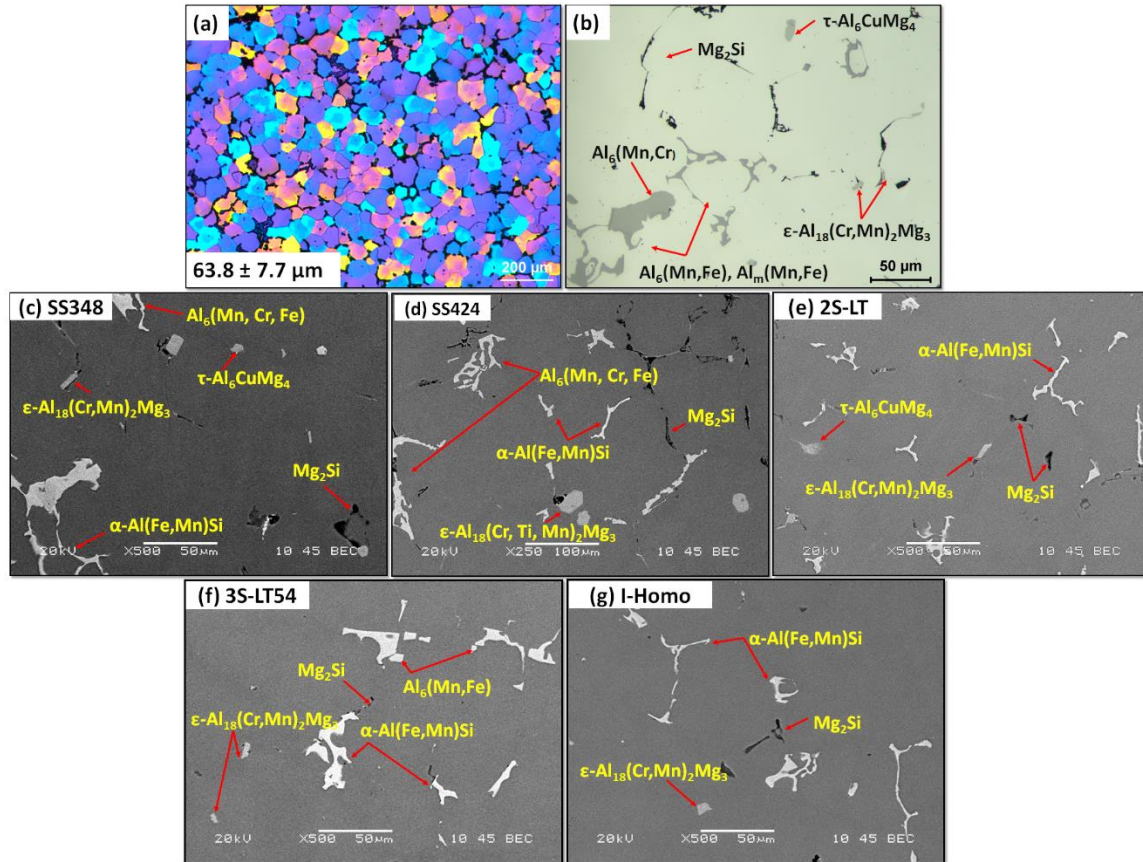 (a)
63.8 ± 7.7 μm
200 μm
(b)
τ-Al₆CuMg₄
Mg₂Si
Al₆(Mn,Cr)
ε-Al₁₈(Cr,Mn)₂Mg₃
Al₆(Mn,Fe), Alₘ(Mn,Fe)
50 μm
(c) SS348
Al₆(Mn, Cr, Fe)
τ-Al₆CuMg₄
ε-Al₁₈(Cr,Mn)₂Mg₃
Mg₂Si
α-Al(Fe,Mn)Si
20kV X500 50μm 10 45 BEC
(d) SS424
Al₆(Mn, Cr, Fe)
Mg₂Si
α-Al(Fe,Mn)Si
ε-Al₁₈(Cr, Ti, Mn)₂Mg₃
20kV X250 100μm 10 45 BEC
(e) 2S-LT
α-Al(Fe,Mn)Si
τ-Al₆CuMg₄
ε-Al₁₈(Cr,Mn)₂Mg₃
Mg₂Si
20kV X500 50μm 10 45 BEC
(f) 3S-LT54
Mg₂Si
Al₆(Mn,Fe)
ε-Al₁₈(Cr,Mn)₂Mg₃
α-Al(Fe,Mn)Si
20kV X500 50μm 10 45 BEC
(g) I-Homo
α-Al(Fe,Mn)Si
Mg₂Si
ε-Al₁₈(Cr,Mn)₂Mg₃
20kV X500 50μm 10 45 BEC